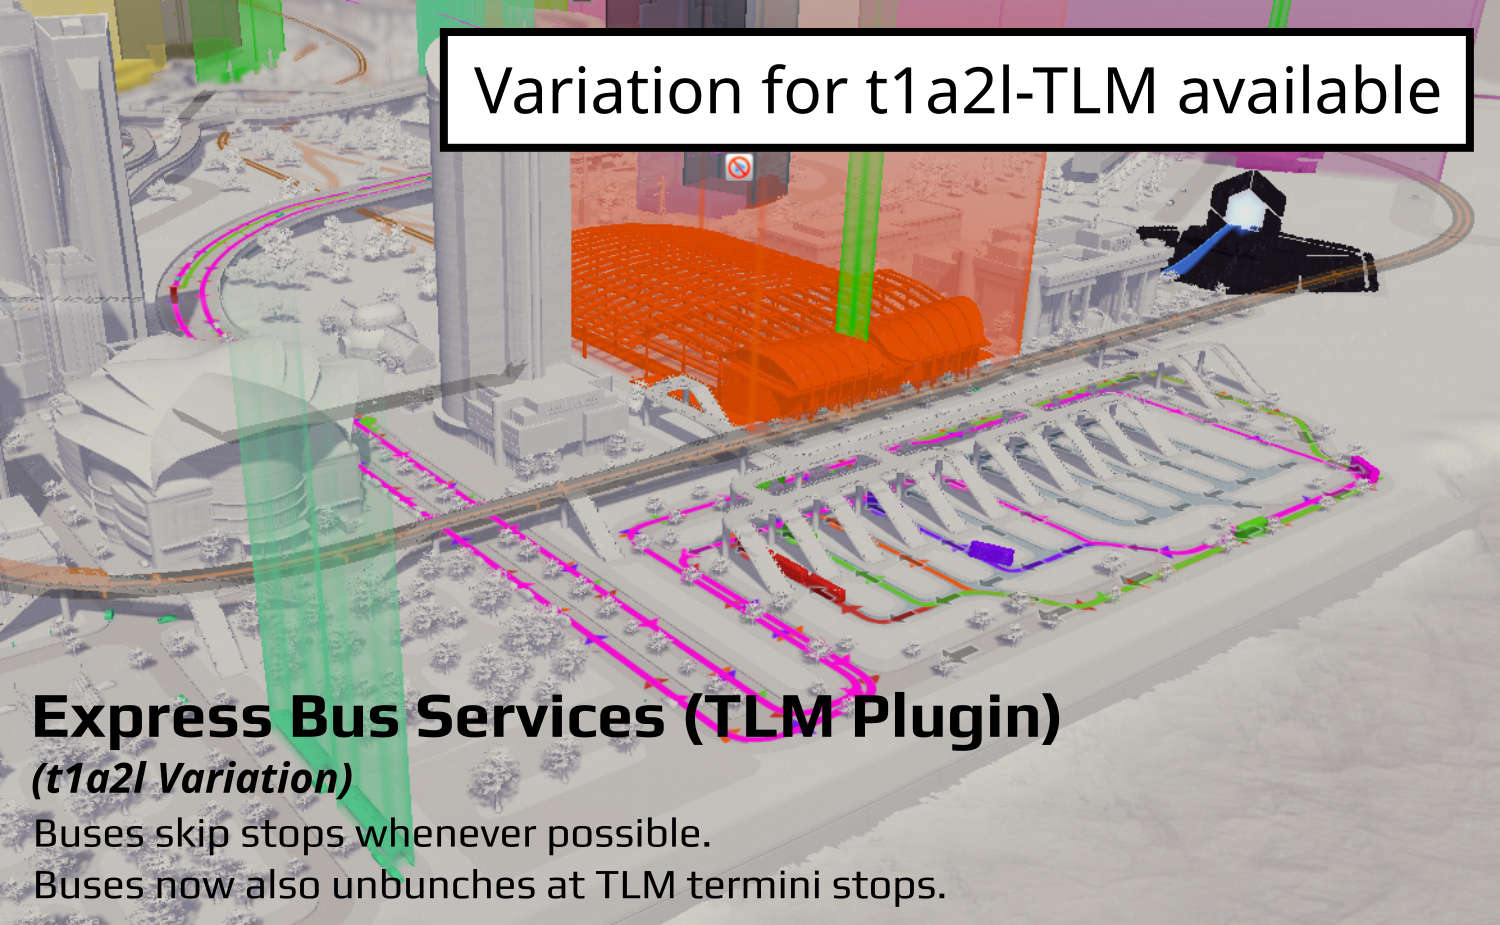 Variation for t1a2l-TLM available
Express Bus Services (TLM Plugin)
(t1a2l Variation)
Buses skip stops whenever possible.
Buses now also unbunches at TLM termini stops.